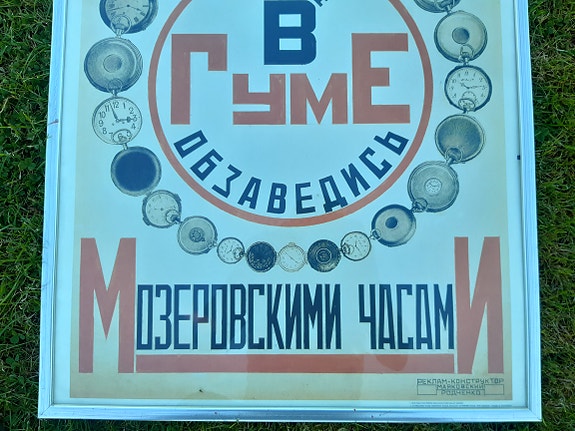 В
ГУМЕ
ОБЗАВЕДИСЬ
МОЗЕРОВСКИМИ ЧАСАМИ
РЕКЛАМ-КОНСТРУКТОР
МАЯКОВСКИЙ
РОДЧЕНКО